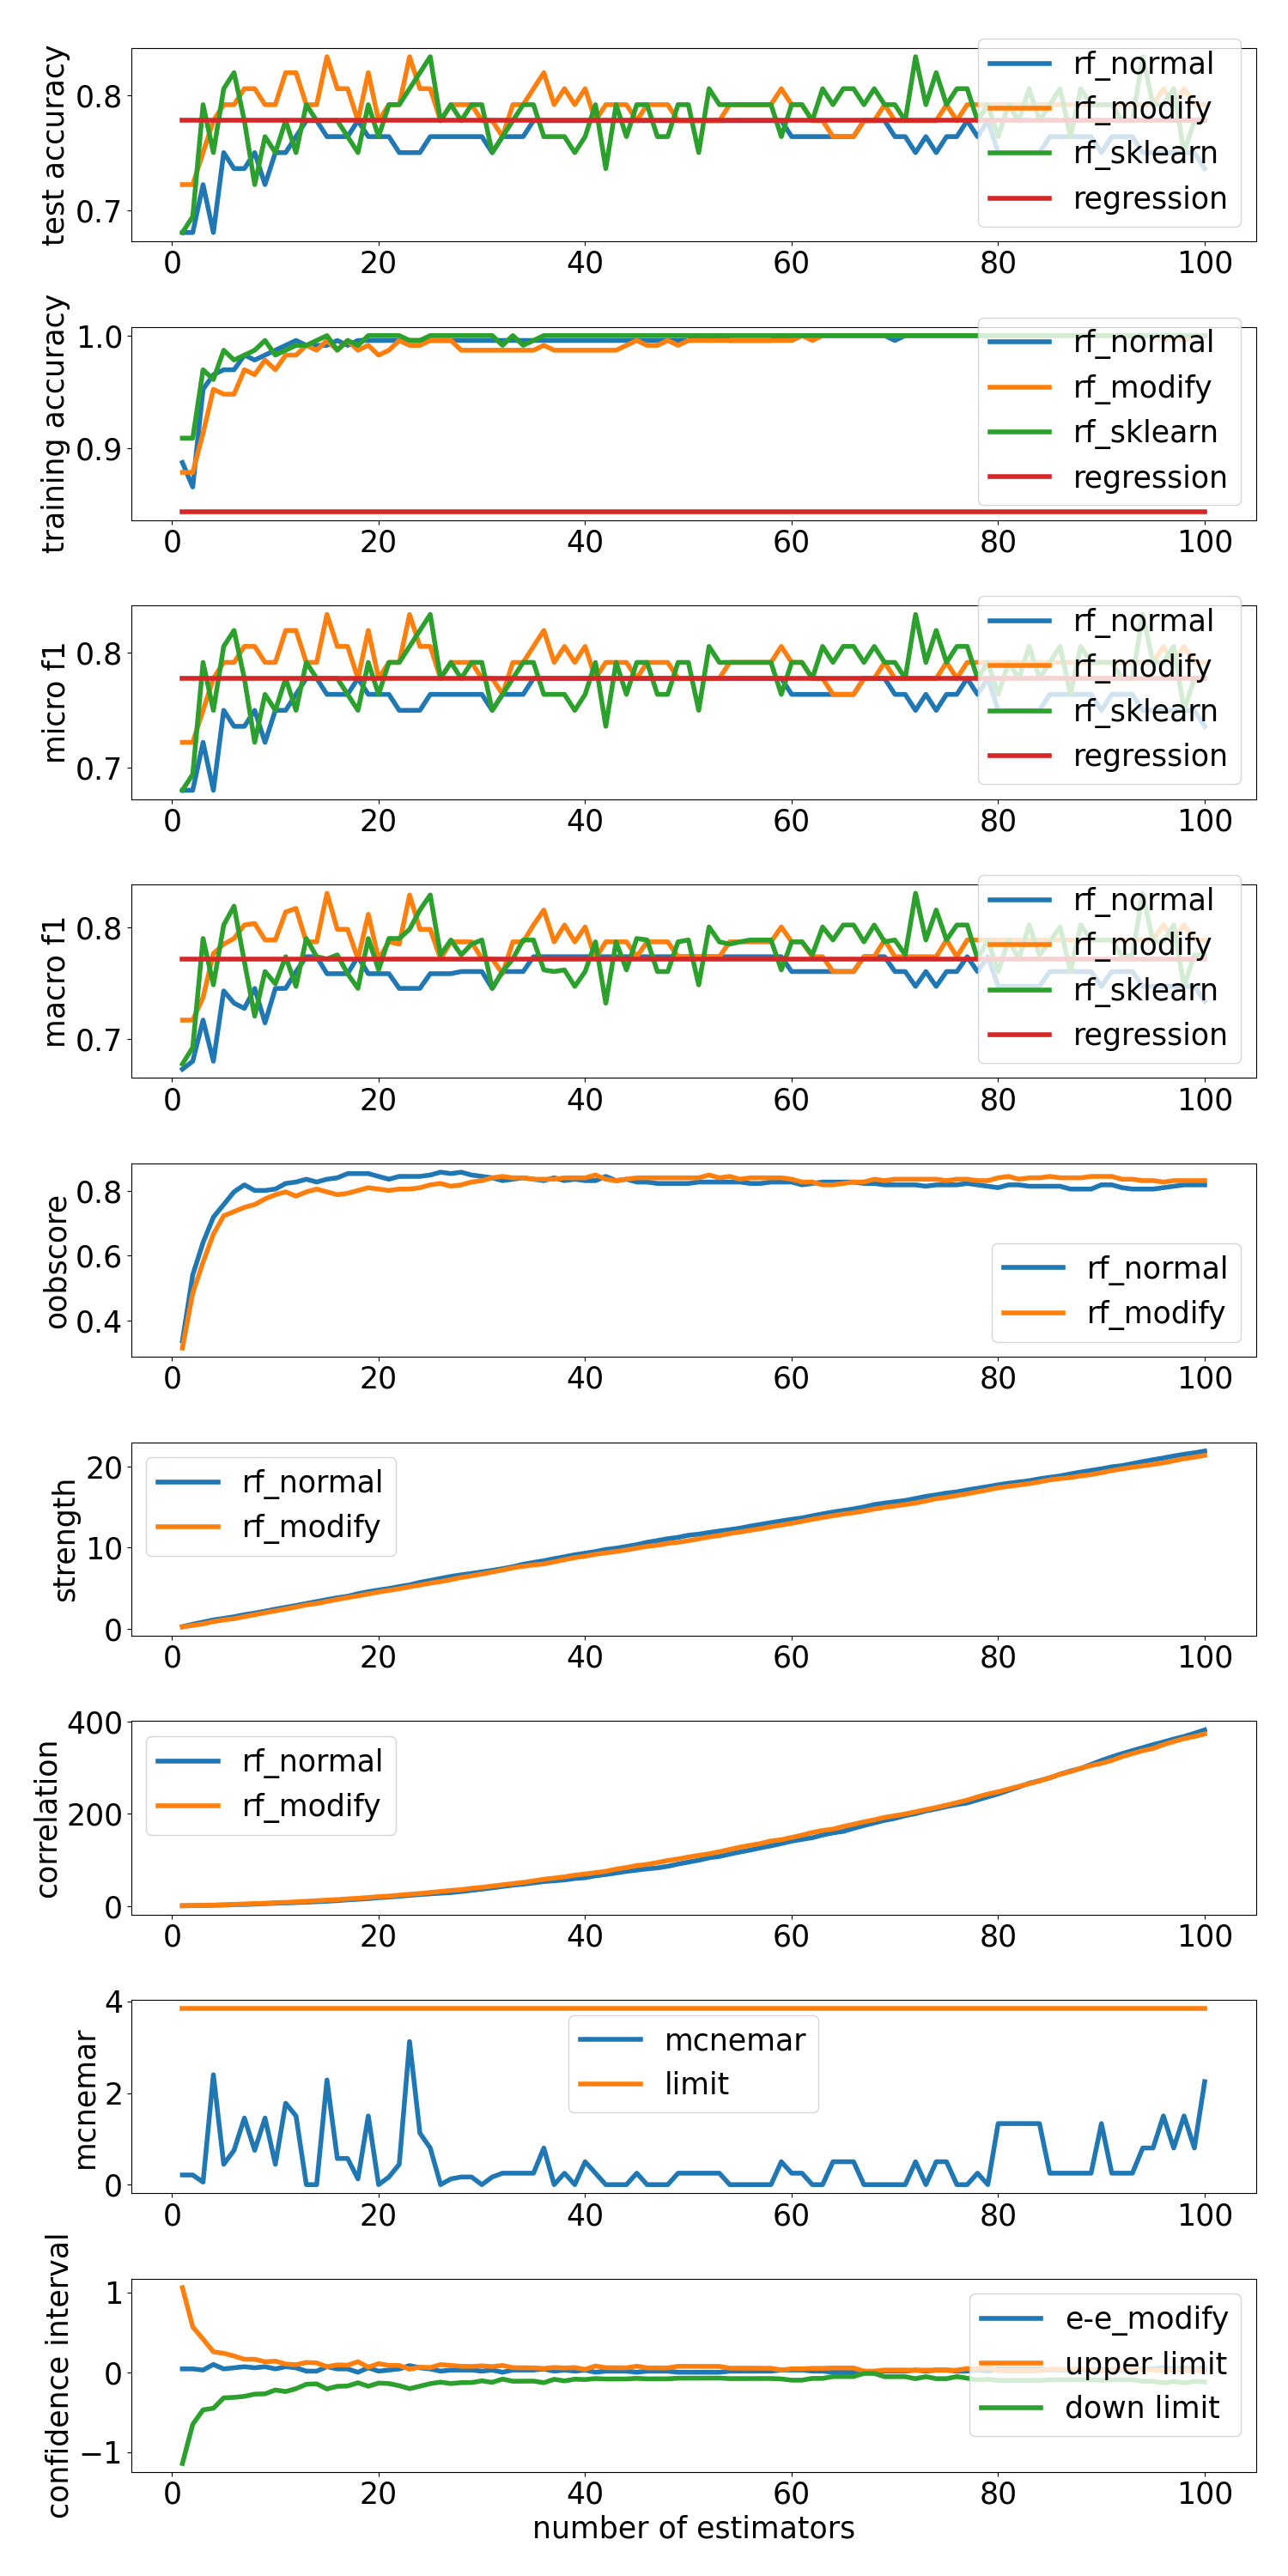 test accuracy
0.8
0.7
0 20 40 60 80 100
rf_normal
rf_modify
rf_sklearn
regression
training accuracy
1.0
0.9
0 20 40 60 80 100
rf_normal
rf_modify
rf_sklearn
regression
micro f1
0.8
0.7
0 20 40 60 80 100
rf_normal
rf_modify
rf_sklearn
regression
macro f1
0.8
0.7
0 20 40 60 80 100
rf_normal
rf_modify
rf_sklearn
regression
oobscore
0.8
0.6
0.4
0 20 40 60 80 100
rf_normal
rf_modify
strength
20
10
0
0 20 40 60 80 100
rf_normal
rf_modify
correlation
400
200
0
0 20 40 60 80 100
rf_normal
rf_modify
mcnemar
4
2
0
0 20 40 60 80 100
mcnemar
limit
confidence interval
1
0
−1
0 20 40 60 80 100
e-e_modify
upper limit
down limit
number of estimators